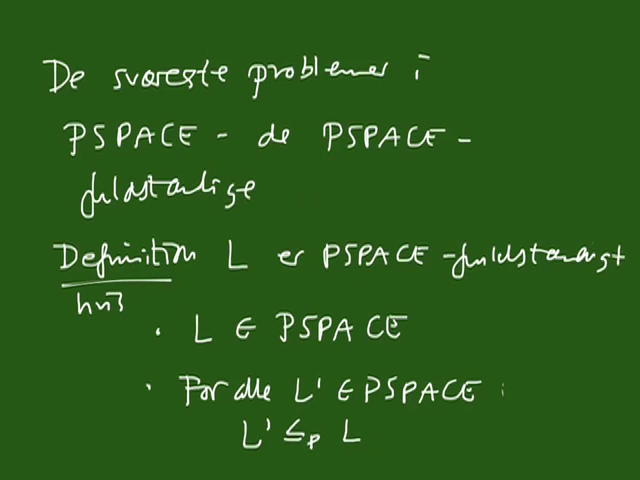 De sværeste problemer i
PSPACE - de PSPACE -
fuldstændige
Definition L er PSPACE -fuldstændigt
hvis
• L ∈ PSPACE
• For alle L' ∈ PSPACE :
L' ≤p L